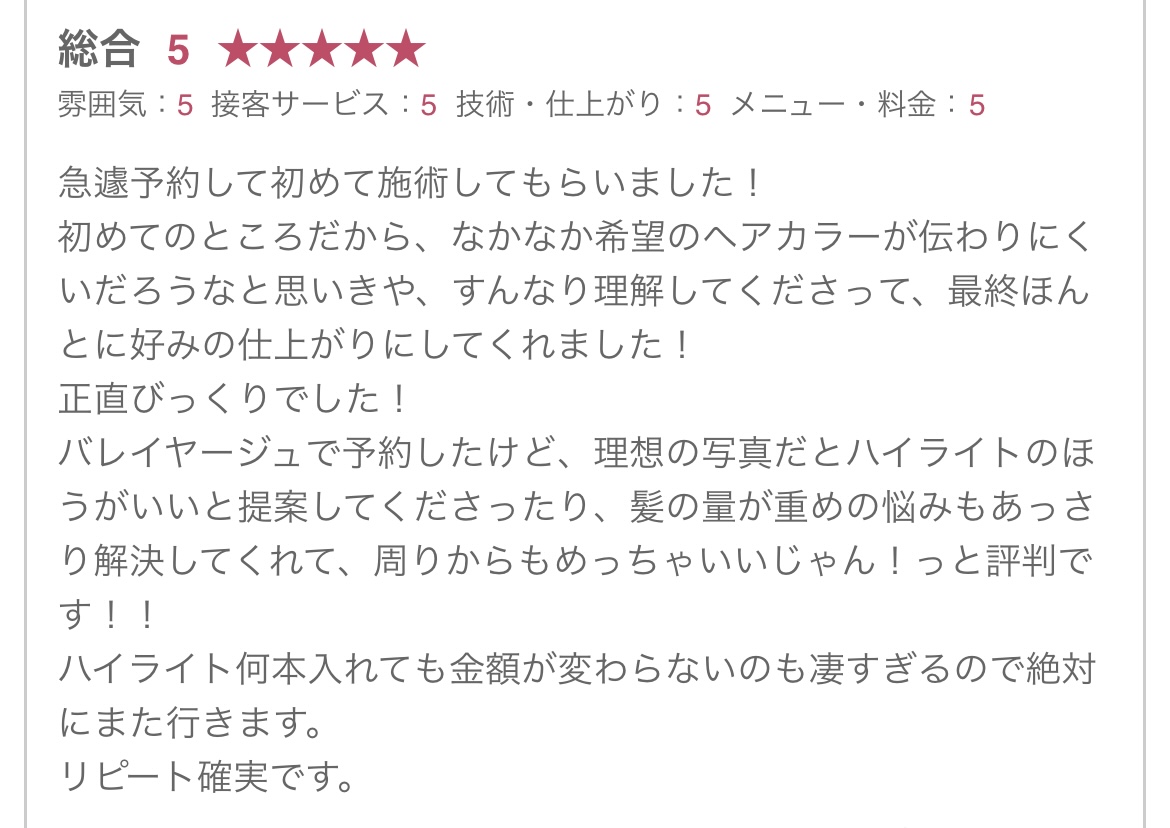 総合 5 ★★★★★
雰囲気：5 接客サービス：5 技術・仕上がり：5 メニュー・料金：5
急遽予約して初めて施術してもらいました！
初めてのところだから、なかなか希望のヘアカラーが伝わりにく
いだろうなと思いきや、すんなり理解してくださって、最終ほん
とに好みの仕上がりにしてくれました！
正直びっくりでした！
バレイヤージュで予約したけど、理想の写真だとハイライトのほ
うがいいと提案してくださったり、髪の量が重めの悩みもあっさ
り解決してくれて、周りからもめっちゃいいじゃん！っと評判で
す！！
ハイライト何本入れても金額が変わらないのも凄すぎるので絶対
にまた行きます。
リピート確実です。